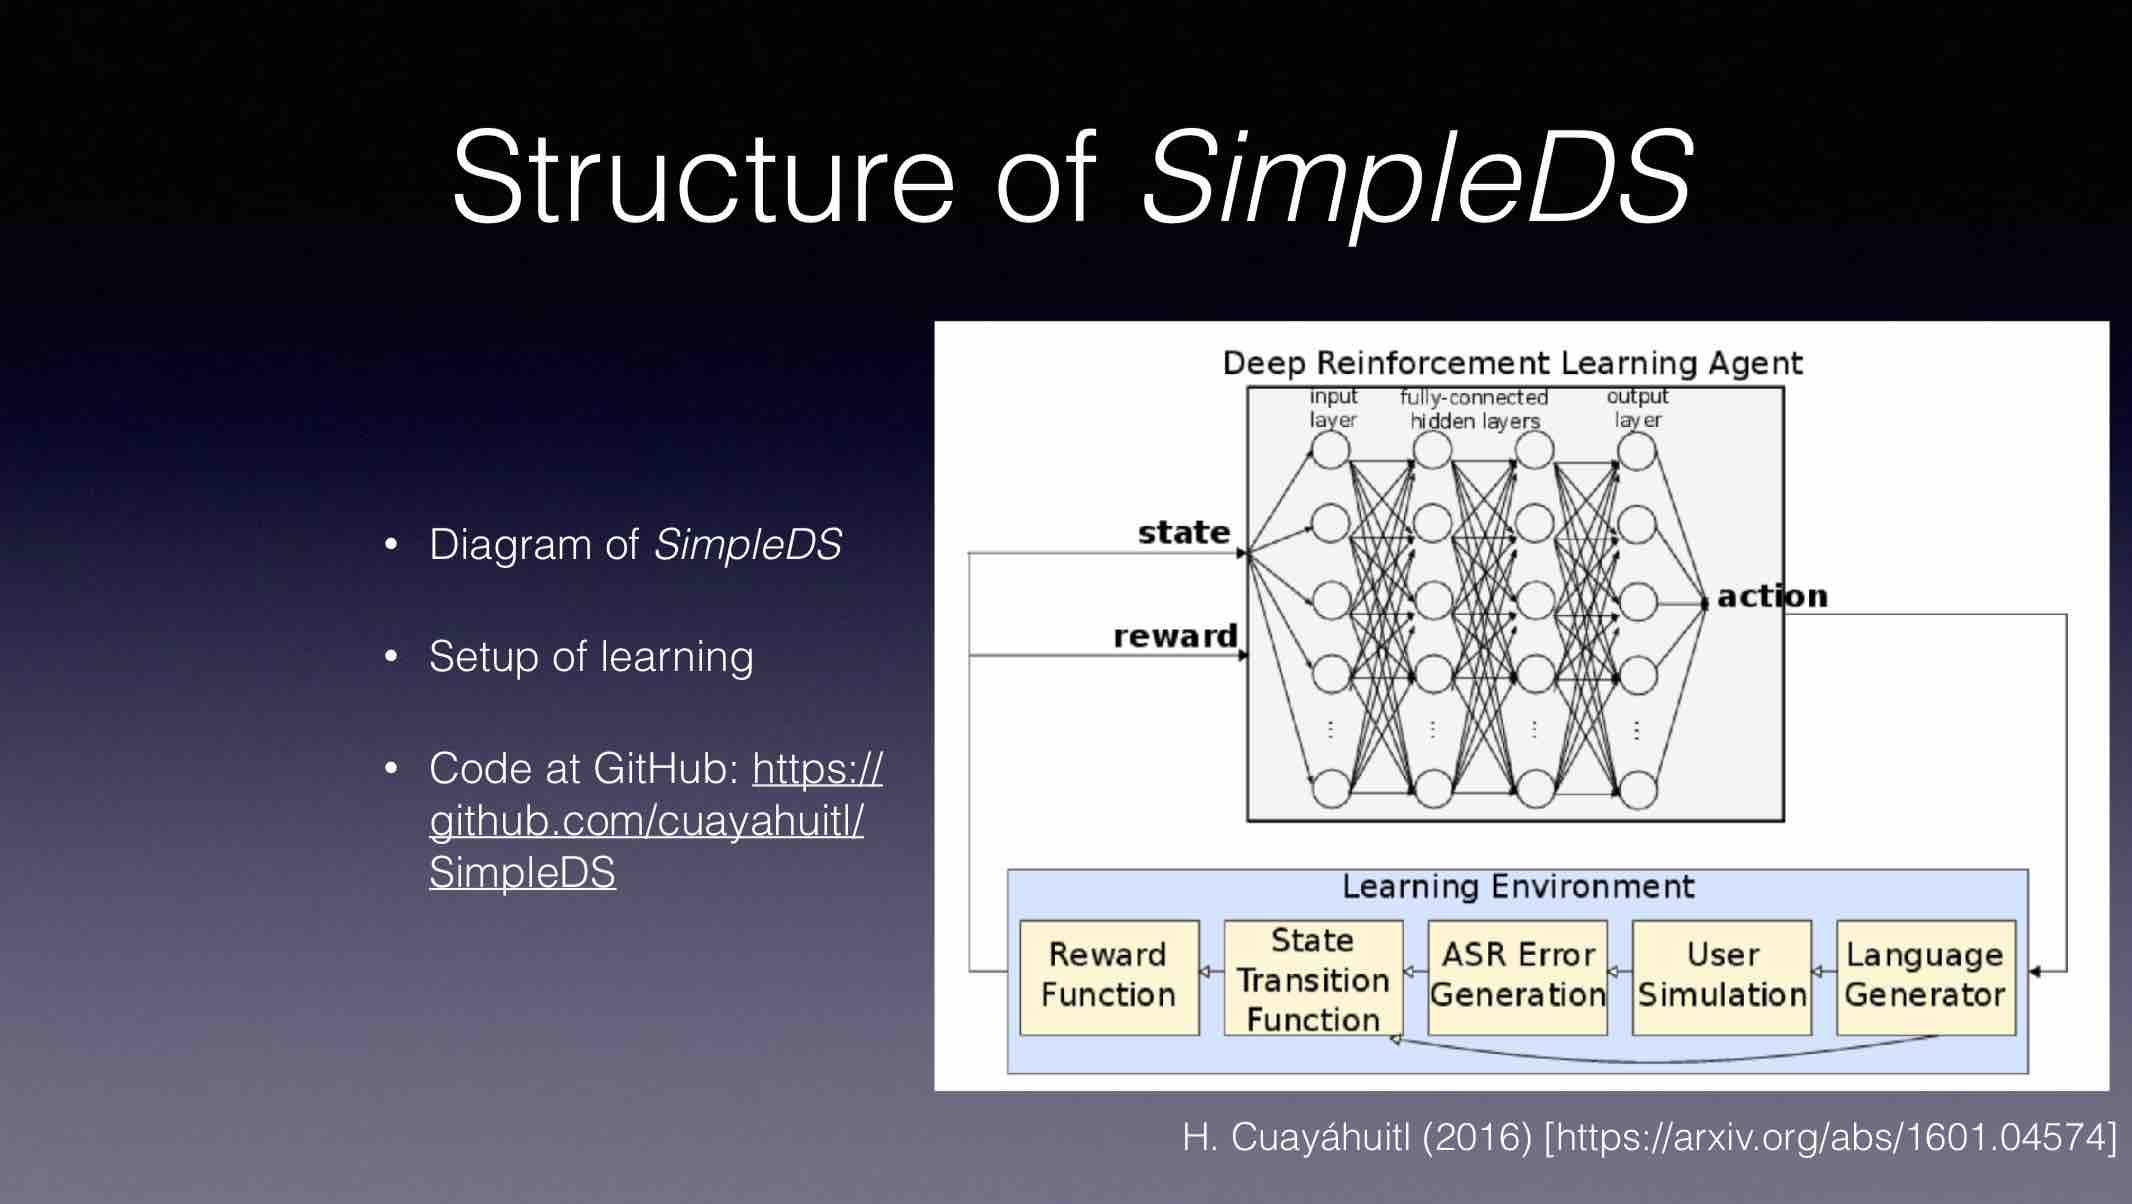 Structure of SimpleDS
• Diagram of SimpleDS
• Setup of learning
• Code at GitHub: https://
github.com/cuayahuitl/
SimpleDS
Deep Reinforcement Learning Agent
input
layer
fully-connected
hidden layers
output
layer
state
reward
action
Learning Environment
Reward
Function
State
Transition
Function
ASR Error
Generation
User
Simulation
Language
Generator
H. Cuayáhuitl (2016) [https://arxiv.org/abs/1601.04574]